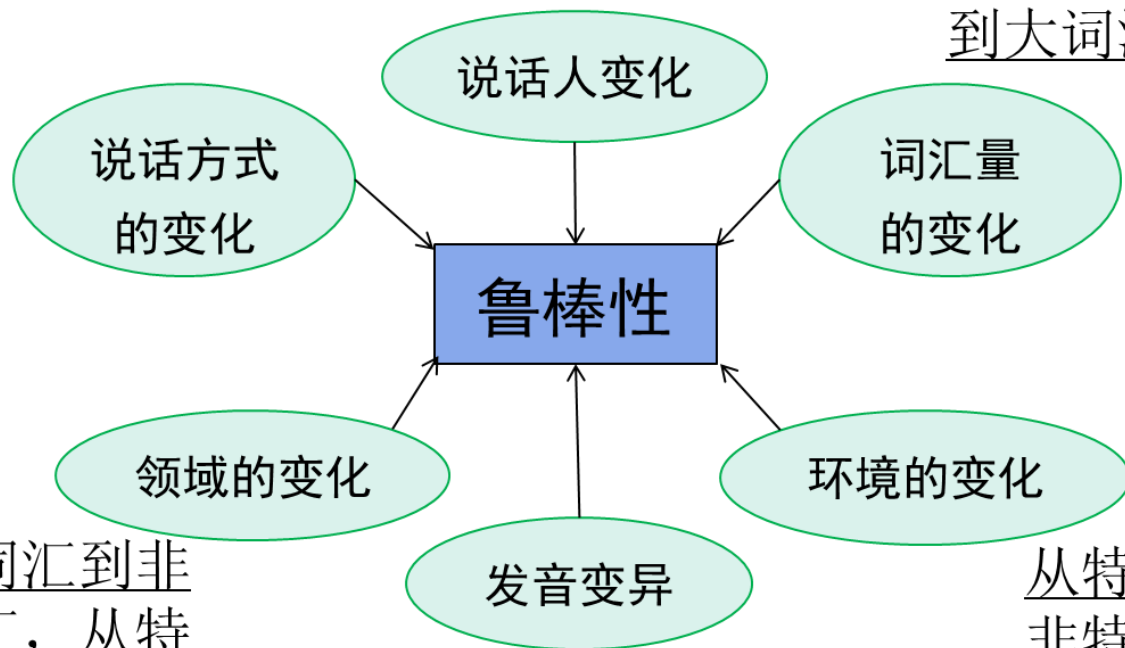 到大词
说话人变化
说话方式
的变化
词汇量
的变化
鲁棒性
领域的变化
环境的变化
发音变异
词汇到非
，从特
从特
非特